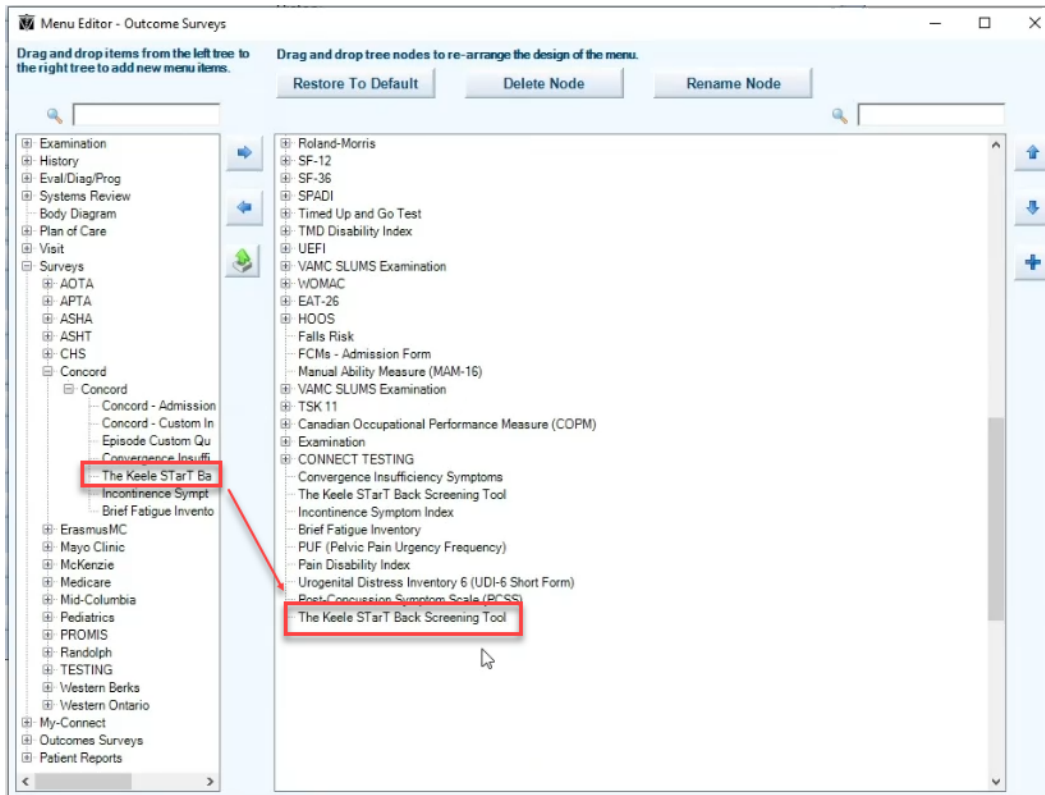 Menu Editor - Outcome Surveys
Drag and drop items from the left tree to
the right tree to add new menu items.
Drag and drop tree nodes to re-arrange the design of the menu.
Restore To Default
Delete Node
Rename Node
Examination
History
Eval/Diag/Prog
Systems Review
Body Diagram
Plan of Care
Visit
Surveys
AOTA
APTA
ASHA
ASHT
CHS
Concord
Concord
Concord - Admission
Concord - Custom In
Episode Custom Qu
Convergence Insuffi
The Keele STarT Ba
Incontinence Sympt
Brief Fatigue Invento
ErasmusMC
Mayo Clinic
McKenzie
Medicare
Mid-Columbia
Pediatrics
PROMIS
Randolph
TESTING
Western Berks
Western Ontario
My-Connect
Outcomes Surveys
Patient Reports
Roland-Morris
SF-12
SF-36
SPADI
Timed Up and Go Test
TMD Disability Index
UEFI
VAMC SLUMS Examination
WOMAC
EAT-26
HOOS
Falls Risk
FCMs - Admission Form
Manual Ability Measure (MAM-16)
VAMC SLUMS Examination
TSK 11
Canadian Occupational Performance Measure (COPM)
Examination
CONNECT TESTING
Convergence Insufficiency Symptoms
The Keele STarT Back Screening Tool
Incontinence Symptom Index
Brief Fatigue Inventory
PUF (Pelvic Pain Urgency Frequency)
Pain Disability Index
Urogenital Distress Inventory 6 (UDI-6 Short Form)
Post-Concussion Symptom Scale (PCSS)
The Keele STarT Back Screening Tool